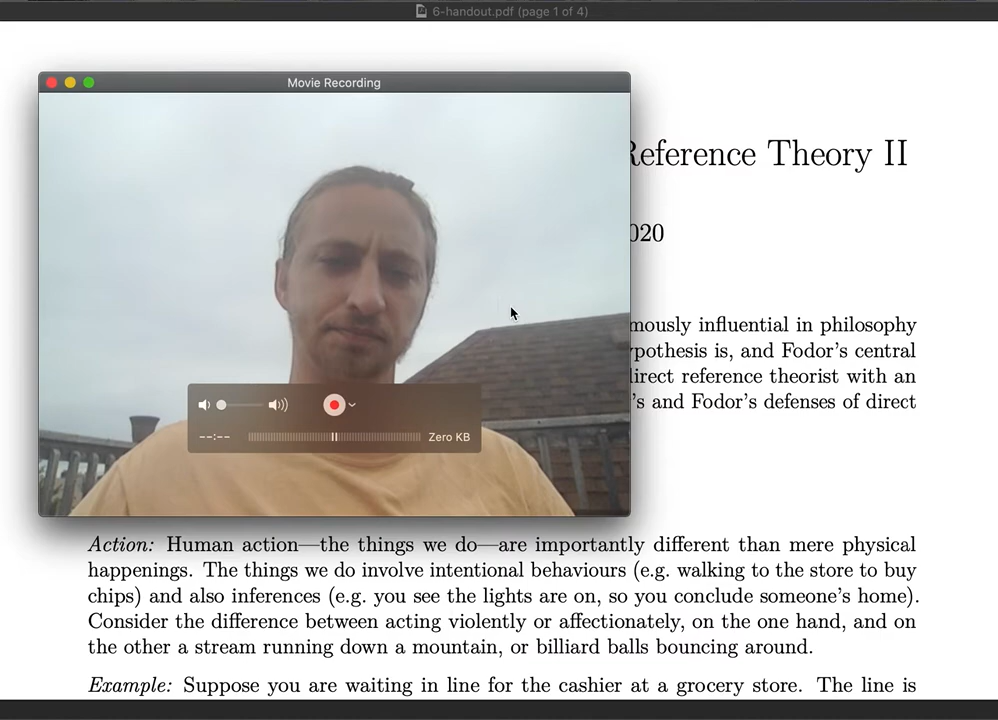 6-handout.pdf (page 1 of 4)
Movie Recording
Reference Theory II
020
mously influential in philosophy
ypothesis is, and Fodor's central
direct reference theorist with an
's and Fodor's defenses of direct
--:--
Zero KB
Action: Human action—the things we do—are importantly different than mere physical
happenings. The things we do involve intentional behaviours (e.g. walking to the store to buy
chips) and also inferences (e.g. you see the lights are on, so you conclude someone's home).
Consider the difference between acting violently or affectionately, on the one hand, and on
the other a stream running down a mountain, or billiard balls bouncing around.
Example: Suppose you are waiting in line for the cashier at a grocery store. The line is